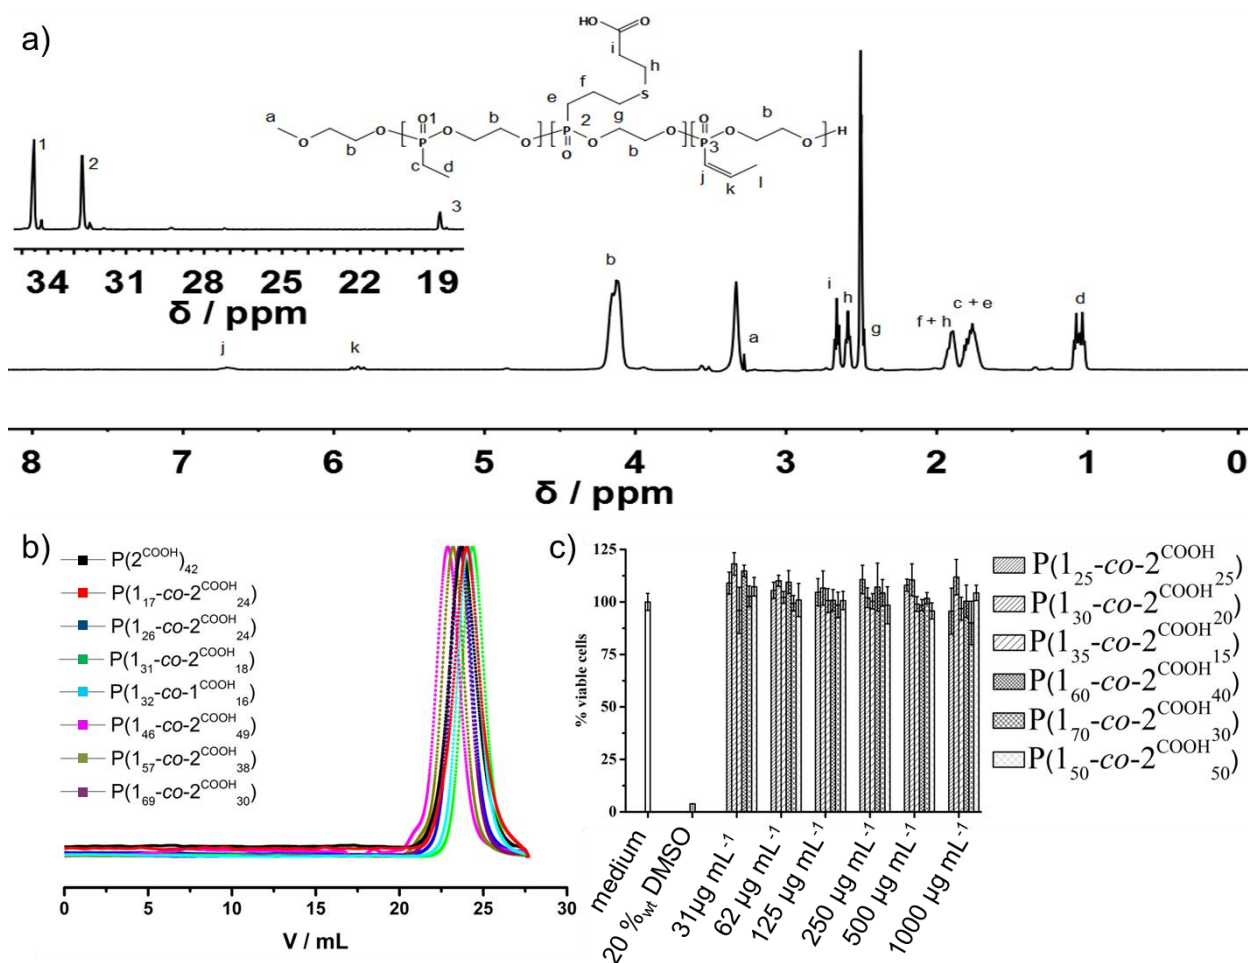 a)
HO
O
i
h
f
S
e
a
O 1
b
g
b
O
O
P
O
O
P
2
O
O
P
3
O
O
H
b
O
b
c
d
j
k
l
1
2
3
34 31 27 25 22 19
δ / ppm
j
k
b
a
i
h
g
f + h
c + e
d
8 7 6 5 4 3 2 1 0
δ / ppm
b)
P(2^COOH)_42
P(1_17-co-2^COOH_24)
P(1_26-co-2^COOH_24)
P(1_31-co-2^COOH_18)
P(1_32-co-1^COOH_16)
P(1_46-co-2^COOH_49)
P(1_57-co-2^COOH_38)
P(1_69-co-2^COOH_30)
0 5 10 15 20 25 30
V / mL
c)
% viable cells
125
100
75
50
25
0
medium
20 %wt DMSO
31µg mL-1
62 µg mL-1
125 µg mL-1
250 µg mL-1
500 µg mL-1
1000 µg mL-1
P(1_25-co-2^COOH_25)
P(1_30-co-2^COOH_20)
P(1_35-co-2^COOH_15)
P(1_60-co-2^COOH_40)
P(1_70-co-2^COOH_30)
P(1_50-co-2^COOH_50)